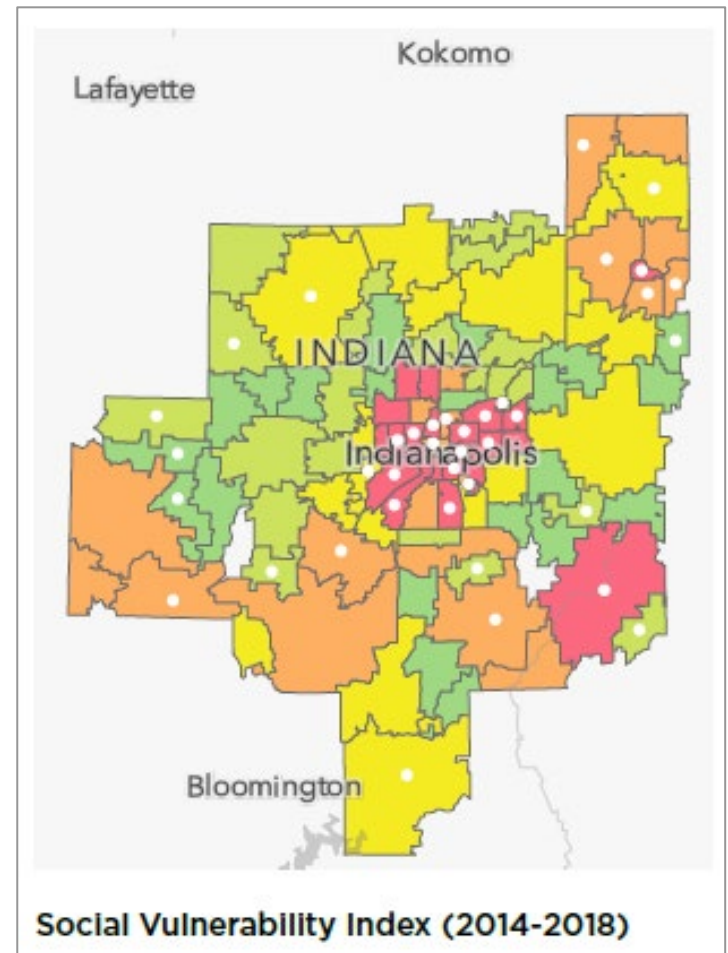 Kokomo
Lafayette
INDIANA
Indianapolis
Bloomington
Social Vulnerability Index (2014-2018)